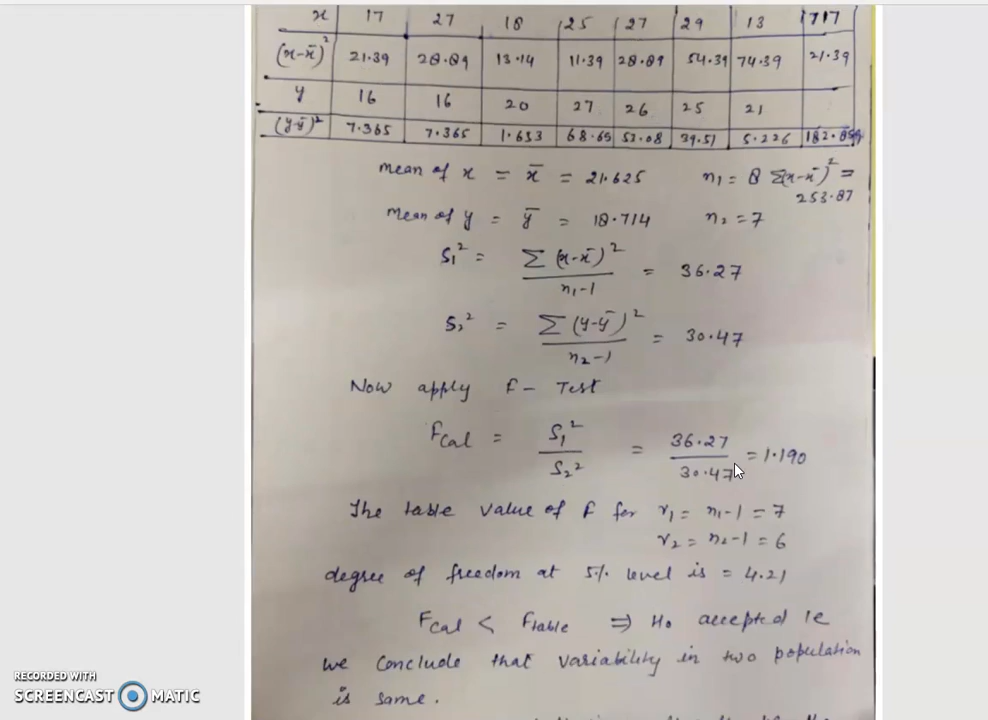 x 17 27 18 25 27 29 13 17
(x-x̄)² 21.39 28.89 13.14 11.39 28.89 54.39 74.39 21.39
y 16 16 20 27 26 25 21
(y-ȳ)² 7.365 7.365 1.653 68.65 53.08 39.51 5.226
mean of x = x̄ = 21.625 n₁ = 8 Σ(x-x̄)² =
253.87
mean of y = ȳ = 18.714 n₂ = 7
S₁² = Σ(x-x̄)² / n₁-1 = 36.27
S₂² = Σ(y-ȳ)² / n₂-1 = 30.47
Now apply F- Test
Fcal = S₁² / S₂² = 36.27 / 30.47 = 1.190
The table value of F for ν₁ = n₁-1 = 7
ν₂ = n₂-1 = 6
degree of freedom at 5% level is = 4.21
Fcal < Ftable ⇒ H₀ accepted ie
we conclude that variability in two population
is same.
RECORDED WITH
SCREENCAST MATIC